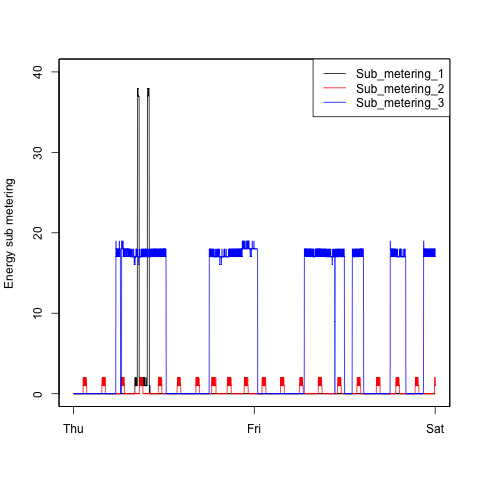 Sub_metering_1
Sub_metering_2
Sub_metering_3
Energy sub metering
40
30
20
10
0
Thu Fri Sat